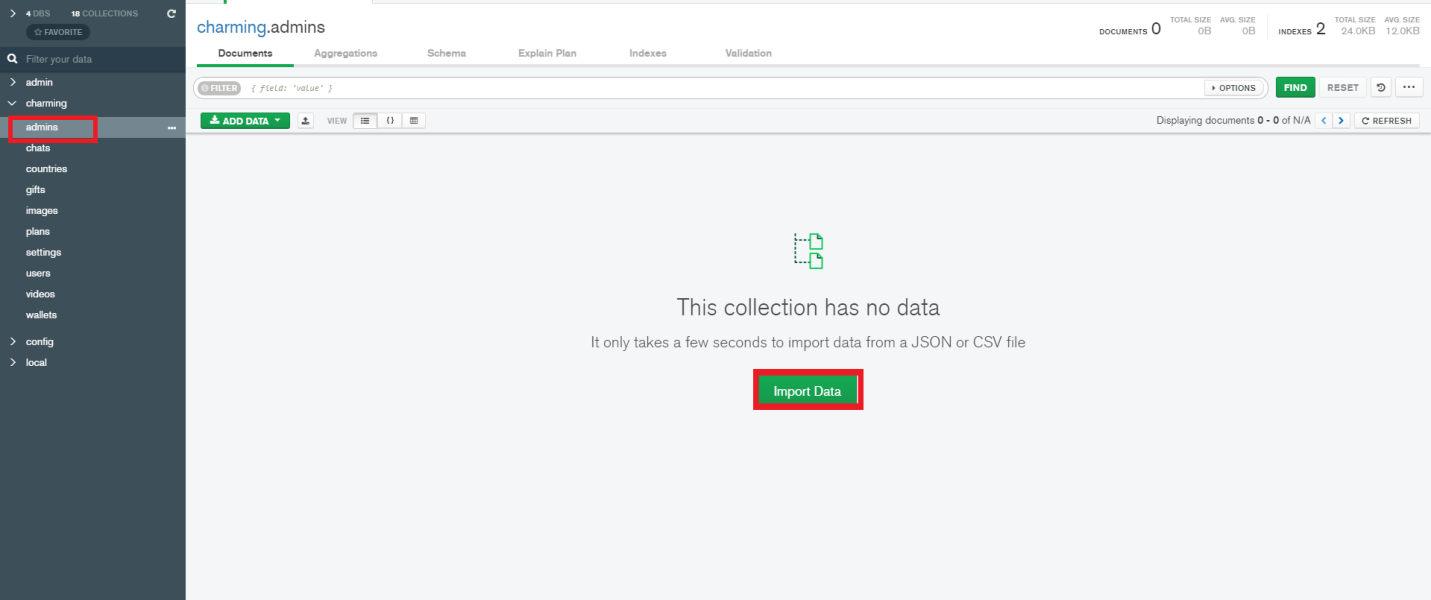 4 DBS 18 COLLECTIONS
☆ FAVORITE
Filter your data
admin
charming
admins
chats
countries
gifts
images
plans
settings
users
videos
wallets
config
local
charming.admins
DOCUMENTS 0 TOTAL SIZE 0B AVG. SIZE 0B INDEXES 2 TOTAL SIZE 24.0KB AVG. SIZE 12.0KB
Documents Aggregations Schema Explain Plan Indexes Validation
FILTER { field: 'value' } OPTIONS FIND RESET ...
ADD DATA VIEW {} Displaying documents 0 - 0 of N/A < > REFRESH
This collection has no data
It only takes a few seconds to import data from a JSON or CSV file
Import Data